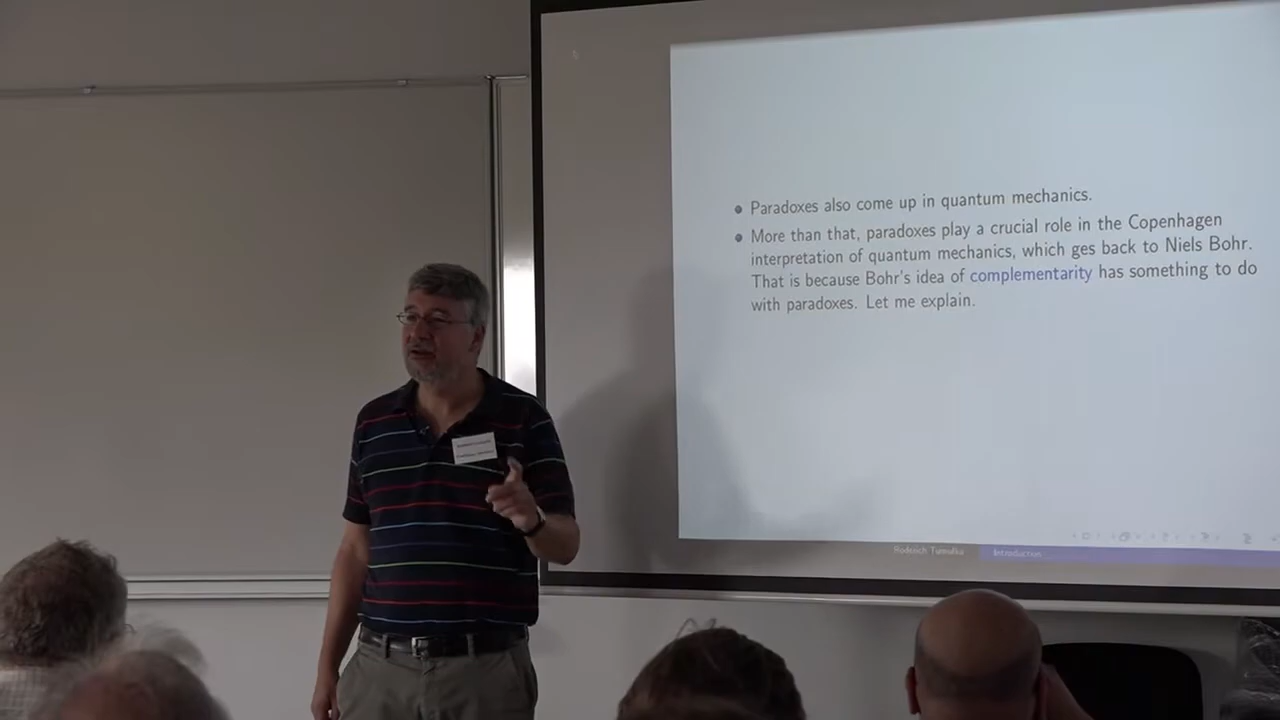 Paradoxes also come up in quantum mechanics.
More than that, paradoxes play a crucial role in the Copenhagen
interpretation of quantum mechanics, which ges back to Niels Bohr.
That is because Bohr's idea of complementarity has something to do
with paradoxes. Let me explain.
Roderich Tumulka
Introduction